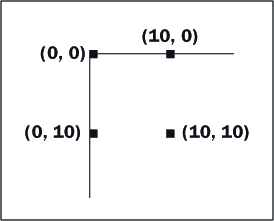 (10, 0)
(0, 0)
(0, 10)
(10, 10)